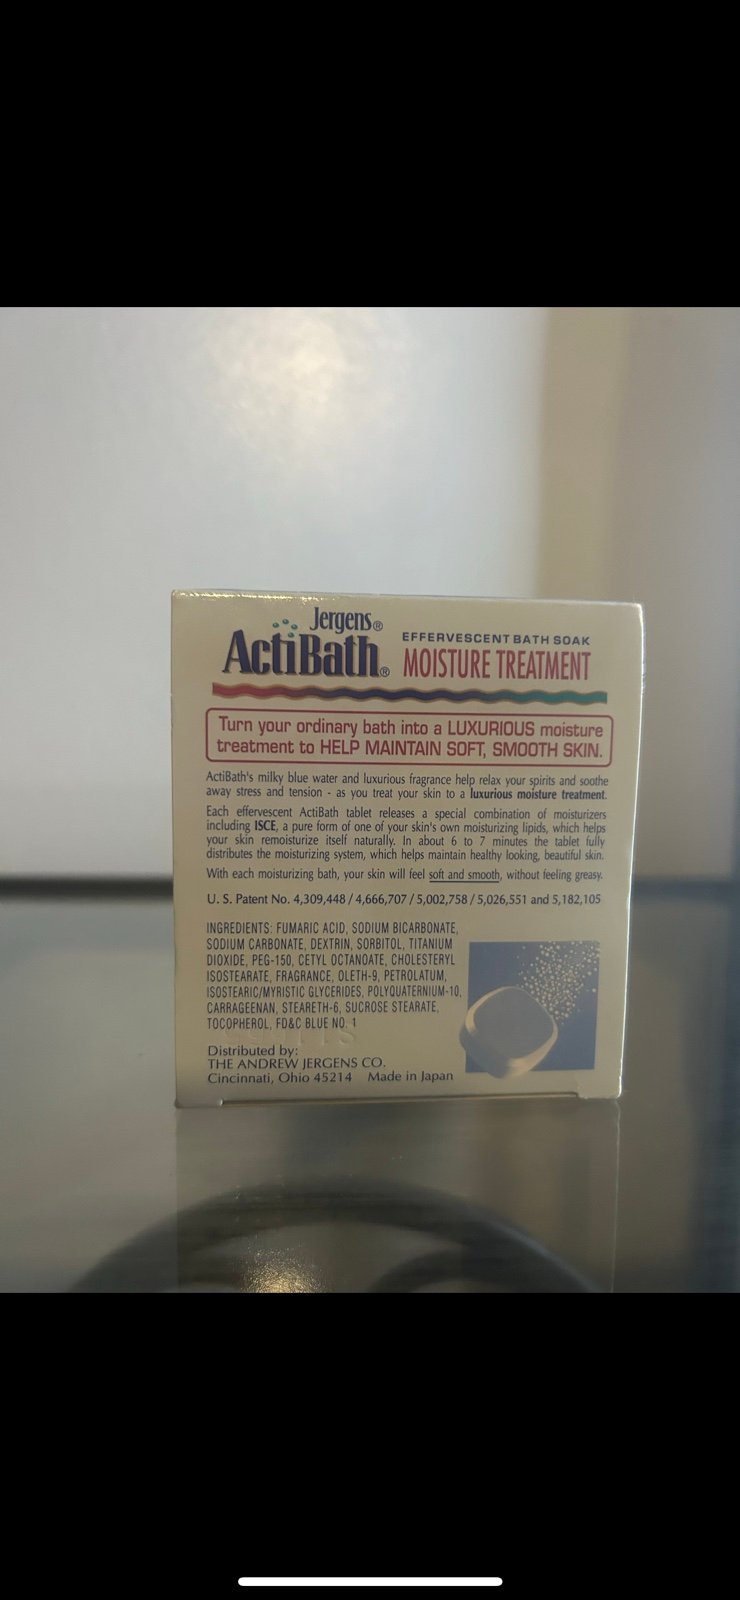 Jergens®
ActiBath®
EFFERVESCENT BATH SOAK
MOISTURE TREATMENT
Turn your ordinary bath into a LUXURIOUS moisture
treatment to HELP MAINTAIN SOFT, SMOOTH SKIN.
ActiBath's milky blue water and luxurious fragrance help relax your spirits and soothe
away stress and tension - as you treat your skin to a luxurious moisture treatment.
Each effervescent ActiBath tablet releases a special combination of moisturizers
including ISCE, a pure form of one of your skin's own moisturizing lipids, which helps
your skin remoisturize itself naturally. In about 6 to 7 minutes the tablet fully
distributes the moisturizing system, which helps maintain healthy looking, beautiful skin.
With each moisturizing bath, your skin will feel soft and smooth, without feeling greasy.
U. S. Patent No. 4,309,448 / 4,666,707 / 5,002,758 / 5,026,551 and 5,182,105
INGREDIENTS: FUMARIC ACID, SODIUM BICARBONATE,
SODIUM CARBONATE, DEXTRIN, SORBITOL, TITANIUM
DIOXIDE, PEG-150, CETYL OCTANOATE, CHOLESTERYL
ISOSTEARATE, FRAGRANCE, OLETH-9, PETROLATUM,
ISOSTEARIC/MYRISTIC GLYCERIDES, POLYQUATERNIUM-10,
CARRAGEENAN, STEARETH-6, SUCROSE STEARATE,
TOCOPHEROL, FD&C BLUE NO. 1
Distributed by:
THE ANDREW JERGENS CO.
Cincinnati, Ohio 45214 Made in Japan